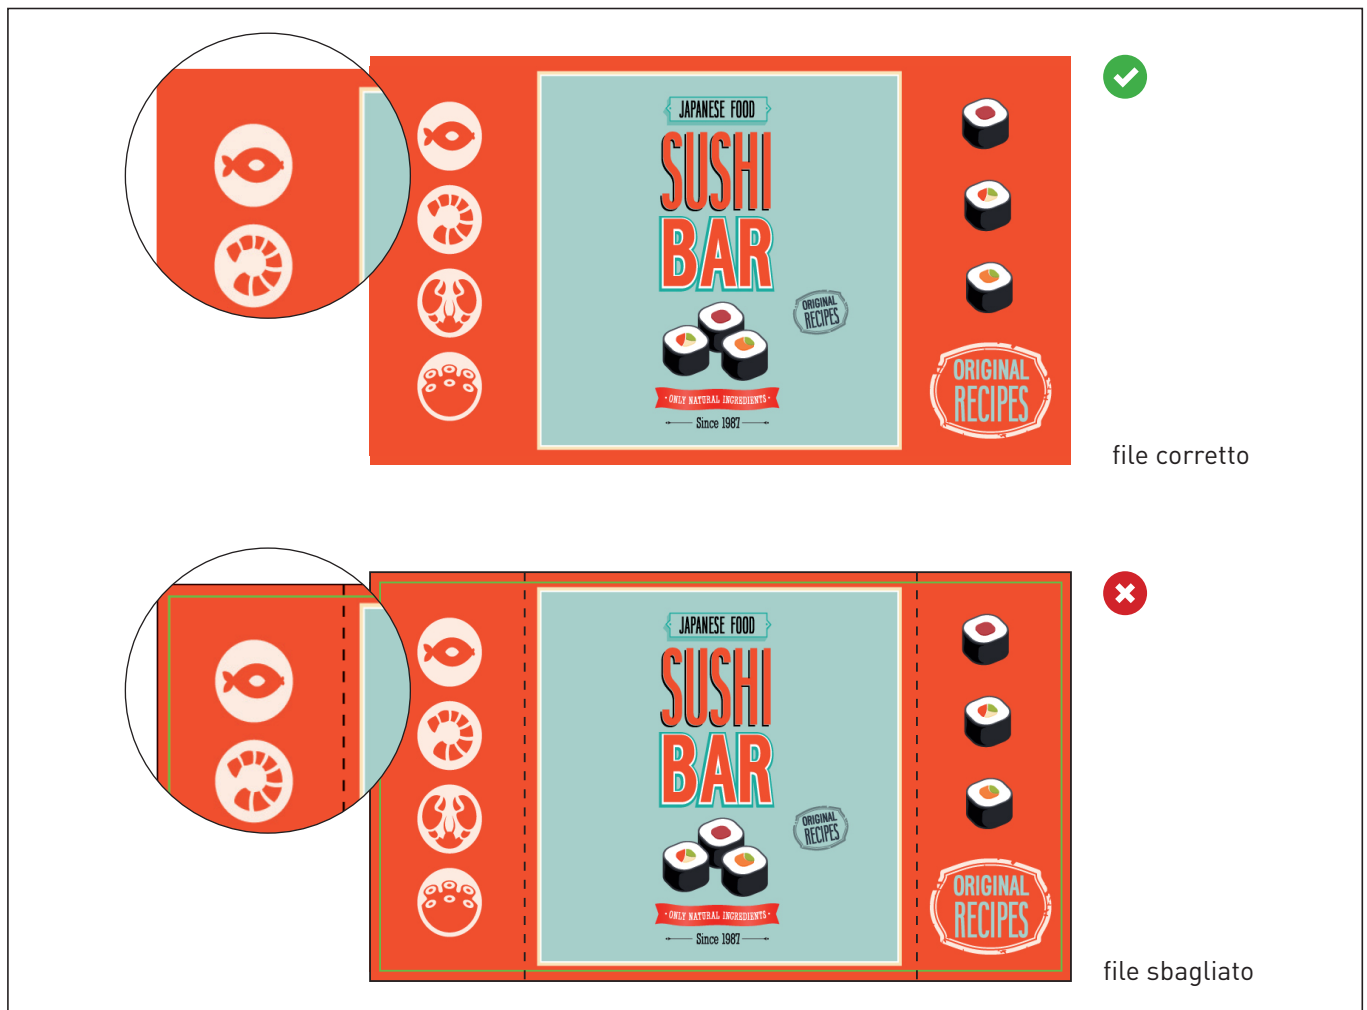 JAPANESE FOOD
SUSHI
BAR
ORIGINAL
RECIPES
· ONLY NATURAL INGREDIENTS ·
Since 1987
ORIGINAL
RECIPES
file corretto
JAPANESE FOOD
SUSHI
BAR
ORIGINAL
RECIPES
· ONLY NATURAL INGREDIENTS ·
Since 1987
ORIGINAL
RECIPES
file sbagliato